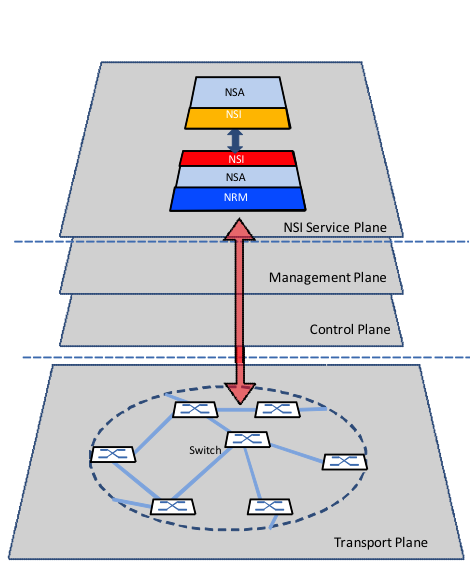 NSA
NSI
NSI
NSA
NRM
NSI Service Plane
Management Plane
Control Plane
Switch
Transport Plane